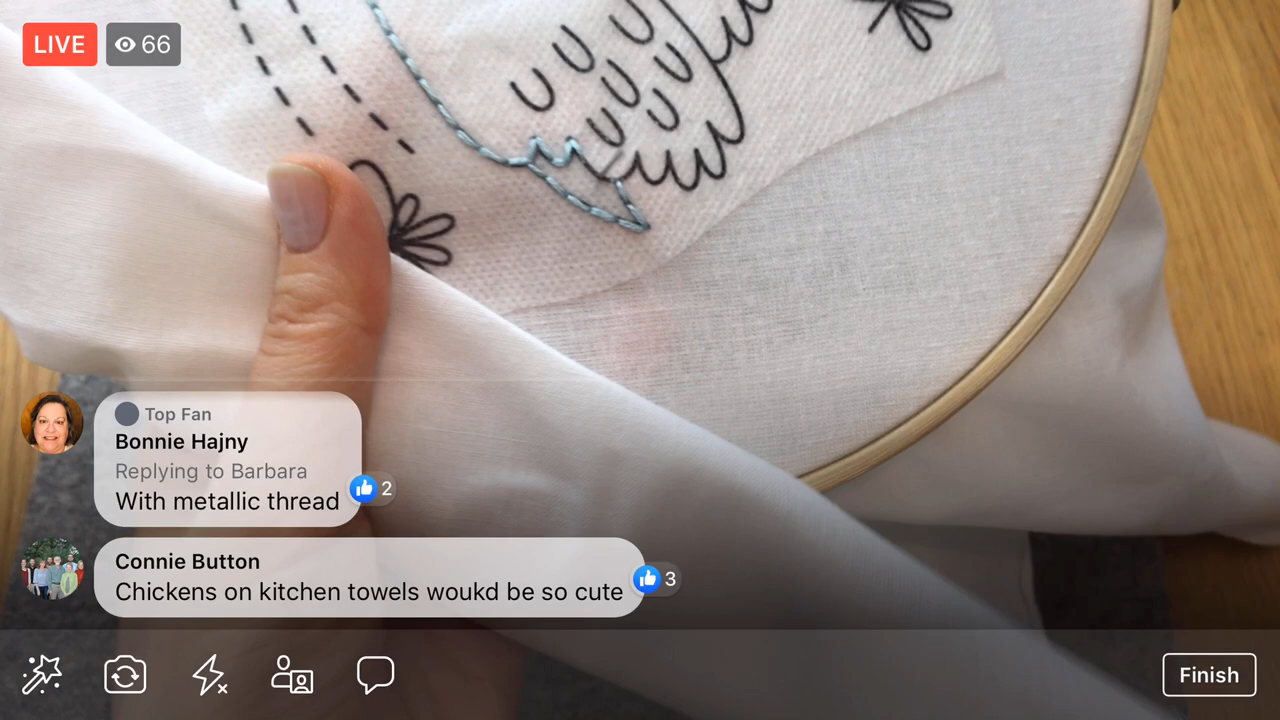 LIVE 66
Top Fan
Bonnie Hajny
Replying to Barbara
With metallic thread
2
Connie Button
Chickens on kitchen towels woukd be so cute
3
Finish